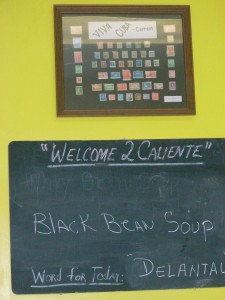 VIVA CUBA
"WELCOME 2 CALIENTE"
BLACK BEAN SOUP
WORD FOR TODAY: "DELANTAL